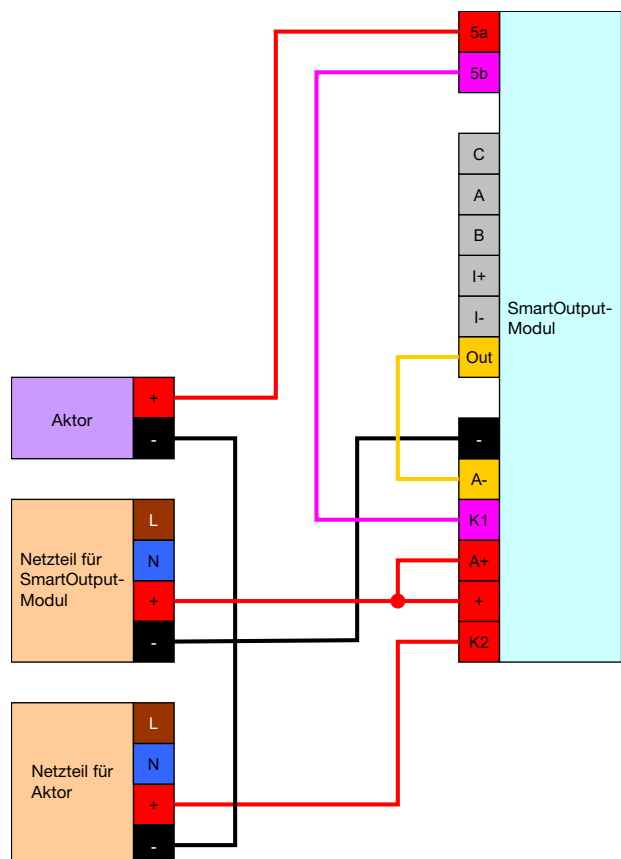 5a
5b
C
A
B
I+
I-
Out
-
A-
K1
A+
+
K2
SmartOutput-
Modul
Aktor
+
-
Netzteil für
SmartOutput-
Modul
L
N
+
-
Netzteil für
Aktor
L
N
+
-